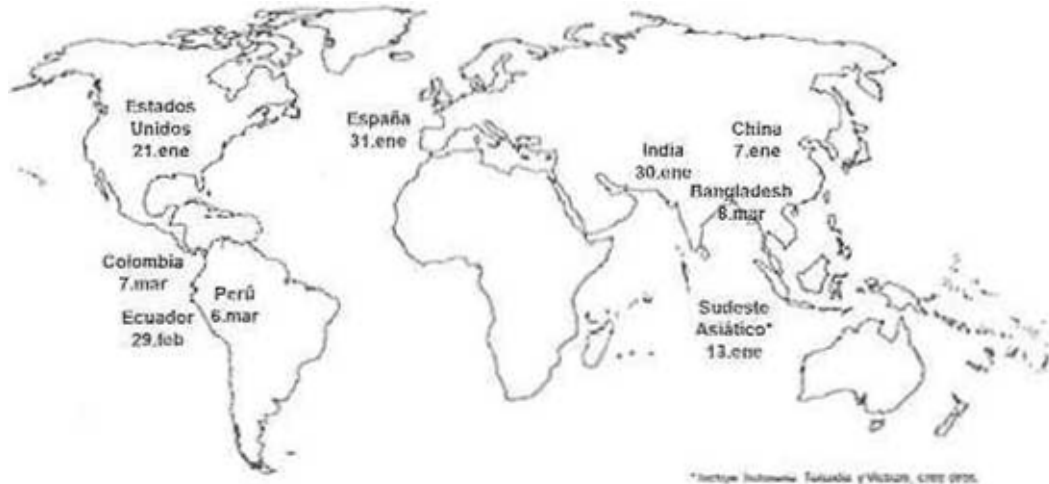 Estados
Unidos
21.ene
España
31.ene
India
30.ene
China
7.ene
Bangladesh
8.mar
Colombia
7.mar
Ecuador
29.feb
Perú
6.mar
Sudeste
Asiático*
13.ene